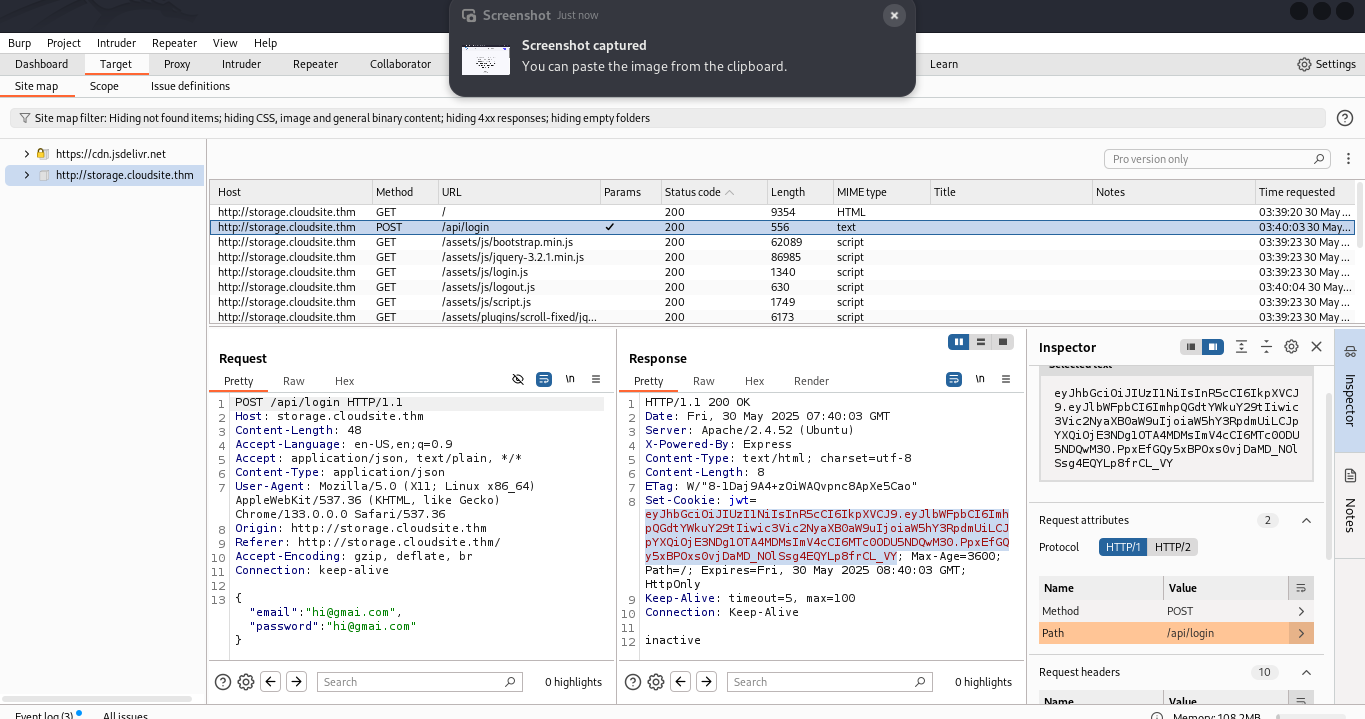 Screenshot Just now
Screenshot captured
You can paste the image from the clipboard.
Burp Project Intruder Repeater View Help
Dashboard Target Proxy Intruder Repeater Collaborator Learn Settings
Site map Scope Issue definitions
Site map filter: Hiding not found items; hiding CSS, image and general binary content; hiding 4xx responses; hiding empty folders
https://cdn.jsdelivr.net
http://storage.cloudsite.thm
Pro version only
Host Method URL Params Status code Length MIME type Title Notes Time requested
http://storage.cloudsite.thm GET / 200 9354 HTML 03:39:20 30 May ...
http://storage.cloudsite.thm POST /api/login ✓ 200 556 text 03:40:03 30 May...
http://storage.cloudsite.thm GET /assets/js/bootstrap.min.js 200 62089 script 03:39:23 30 May ...
http://storage.cloudsite.thm GET /assets/js/jquery-3.2.1.min.js 200 86985 script 03:39:23 30 May ...
http://storage.cloudsite.thm GET /assets/js/login.js 200 1340 script 03:39:23 30 May ...
http://storage.cloudsite.thm GET /assets/js/logout.js 200 630 script 03:40:04 30 May...
http://storage.cloudsite.thm GET /assets/js/script.js 200 1749 script 03:39:23 30 May ...
http://storage.cloudsite.thm GET /assets/plugins/scroll-fixed/jq... 200 6173 script 03:39:23 30 May ...
Request
Pretty Raw Hex \n
1 POST /api/login HTTP/1.1
2 Host: storage.cloudsite.thm
3 Content-Length: 48
4 Accept-Language: en-US,en;q=0.9
5 Accept: application/json, text/plain, */*
6 Content-Type: application/json
7 User-Agent: Mozilla/5.0 (X11; Linux x86_64)
AppleWebKit/537.36 (KHTML, like Gecko)
Chrome/133.0.0.0 Safari/537.36
8 Origin: http://storage.cloudsite.thm
9 Referer: http://storage.cloudsite.thm/
10 Accept-Encoding: gzip, deflate, br
11 Connection: keep-alive
12
13 {
"email":"hi@gmai.com",
"password":"hi@gmai.com"
}
Search 0 highlights
Response
Pretty Raw Hex Render \n
1 HTTP/1.1 200 OK
2 Date: Fri, 30 May 2025 07:40:03 GMT
3 Server: Apache/2.4.52 (Ubuntu)
4 X-Powered-By: Express
5 Content-Type: text/html; charset=utf-8
6 Content-Length: 8
7 ETag: W/"8-1Daj9A4+zOiWAQvpnc8ApXe5Cao"
8 Set-Cookie: jwt=
eyJhbGciOiJIUzI1NiIsInR5cCI6IkpXVCJ9.eyJlbWFpbCI6Imh
pQGdtYWkuY29tIiwic3Vic2NyaXB0aW9uIjoiaW5hY3RpdmUiLCJ
pYXQiOjE3NDg1OTA4MDMsImV4cCI6MTc0ODU5NDQwM30.PpxEfGQ
y5xBPOxs0vjDaMD_NOlSsg4EQYLp8frCL_VY; Max-Age=3600;
Path=/; Expires=Fri, 30 May 2025 08:40:03 GMT;
HttpOnly
9 Keep-Alive: timeout=5, max=100
10 Connection: Keep-Alive
11
12 inactive
Search 0 highlights
Inspector
Selected text
eyJhbGciOiJIUzI1NiIsInR5cCI6IkpXVCJ
9.eyJlbWFpbCI6ImhpQGdtYWkuY29tIiwic
3Vic2NyaXB0aW9uIjoiaW5hY3RpdmUiLCJp
YXQiOjE3NDg1OTA4MDMsImV4cCI6MTc0ODU
5NDQwM30.PpxEfGQy5xBPOxs0vjDaMD_NOl
Ssg4EQYLp8frCL_VY
Request attributes 2
Protocol HTTP/1 HTTP/2
Name Value
Method POST
Path /api/login
Request headers 10
Name Value
Inspector
Notes
Event log (3) All issues Memory: 108.2MB